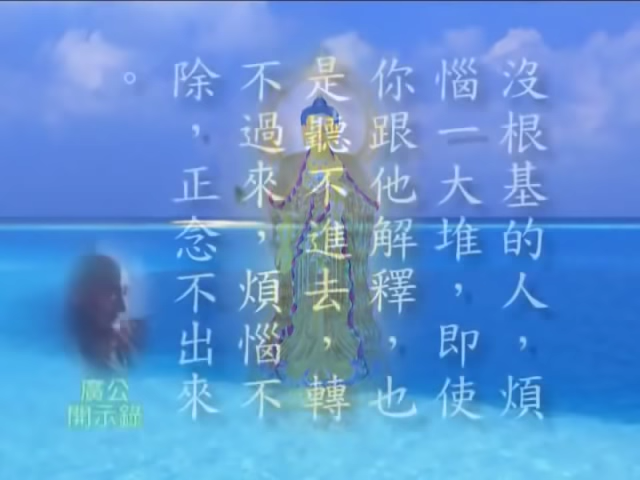 沒根基的人，煩
惱一大堆，即使
你跟他解釋，也
是聽不進去，轉
不過來，煩惱不
除，正念不出來
。
廣公
開示錄